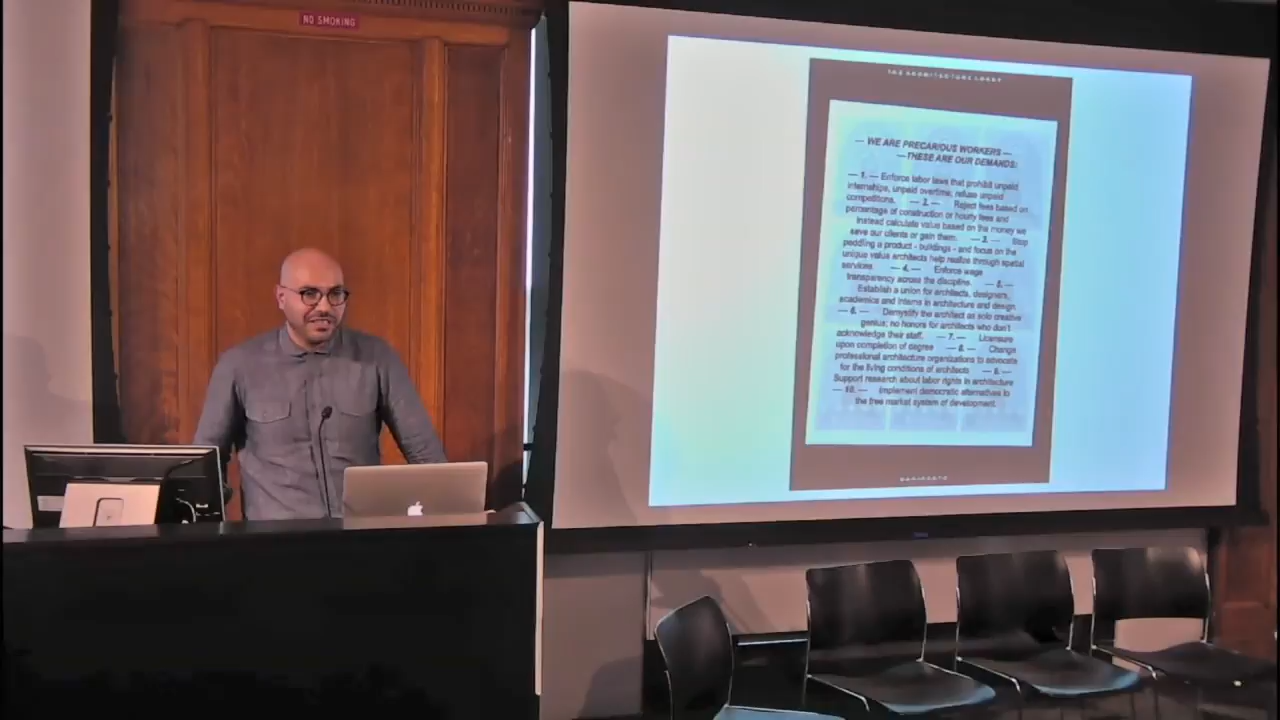 NO SMOKING
THE ARCHITECTURE LOBBY
— WE ARE PRECARIOUS WORKERS —
— THESE ARE OUR DEMANDS:
— 1. — Enforce labor laws that prohibit unpaid
internships, unpaid overtime; refuse unpaid
competitions. — 2. — Reject fees based on
percentage of construction or hourly fees and
instead calculate value based on the money we
save our clients or gain them. — 3. — Stop
peddling a product - buildings - and focus on the
unique value architects help realize through spatial
services. — 4. — Enforce wage
transparency across the discipline. — 5. —
Establish a union for architects, designers,
academics and interns in architecture and design.
— 6. — Demystify the architect as solo creative
genius; no honors for architects who don't
acknowledge their staff. — 7. — Licensure
upon completion of degree — 8. — Change
professional architecture organizations to advocate
for the living conditions of architects — 9. —
Support research about labor rights in architecture
— 10. — Implement democratic alternatives to
the free market system of development.
MANIFESTO